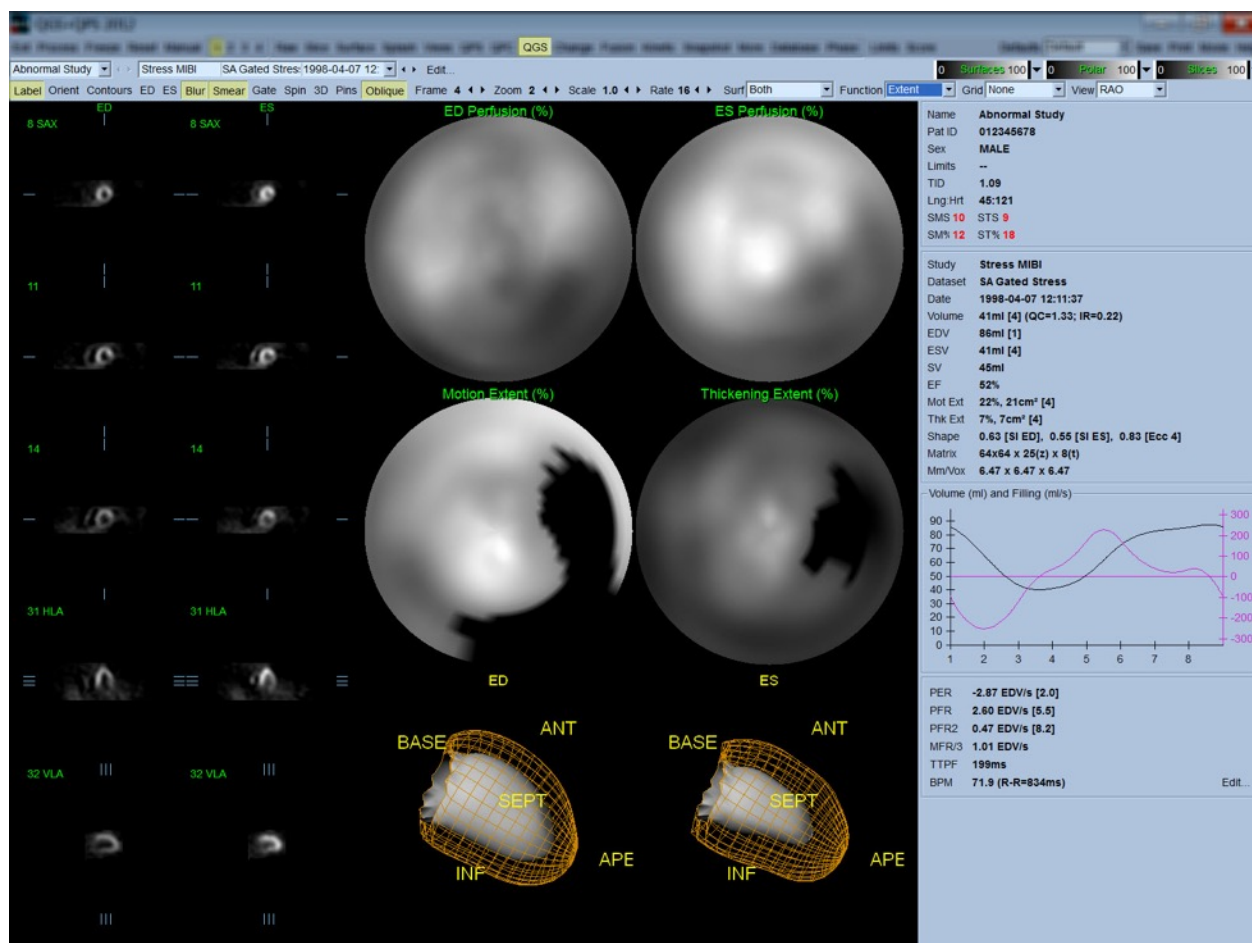 QGS+QPS 2012
QGS
Abnormal Study Stress MIBI SA Gated Stres: 1998-04-07 12: Edit...
0 Surfaces 100 0 Polar 100 0 Slices 100
Label Orient Contours ED ES Blur Smear Gate Spin 3D Pins Oblique Frame 4 Zoom 2 Scale 1.0 Rate 16 Surf Both Function Extent Grid None View RAO
ED ES
8 SAX 8 SAX
11 11
14 14
31 HLA 31 HLA
32 VLA 32 VLA
ED Perfusion (%) ES Perfusion (%)
Motion Extent (%) Thickening Extent (%)
ED ES
BASE ANT SEPT INF APE
BASE ANT SEPT INF APE
Name Abnormal Study
Pat ID 012345678
Sex MALE
Limits --
TID 1.09
Lng:Hrt 45:121
SMS 10 STS 9
SM% 12 ST% 18
Study Stress MIBI
Dataset SA Gated Stress
Date 1998-04-07 12:11:37
Volume 41ml [4] (QC=1.33; IR=0.22)
EDV 86ml [1]
ESV 41ml [4]
SV 45ml
EF 52%
Mot Ext 22%, 21cm² [4]
Thk Ext 7%, 7cm² [4]
Shape 0.63 [SI ED], 0.55 [SI ES], 0.83 [Ecc 4]
Matrix 64x64 x 25(z) x 8(t)
Mm/Vox 6.47 x 6.47 x 6.47
Volume (ml) and Filling (ml/s)
90 300
80 200
70 100
60 0
50 -100
40 -200
30 -300
20
10
0
1 2 3 4 5 6 7 8
PER -2.87 EDV/s [2.0]
PFR 2.60 EDV/s [5.5]
PFR2 0.47 EDV/s [8.2]
MFR/3 1.01 EDV/s
TTPF 199ms
BPM 71.9 (R-R=834ms) Edit...